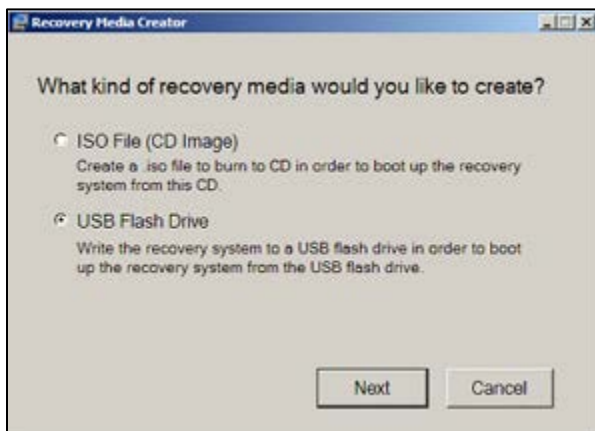 Recovery Media Creator
What kind of recovery media would you like to create?
ISO File (CD Image)
Create a .iso file to burn to CD in order to boot up the recovery
system from this CD.
USB Flash Drive
Write the recovery system to a USB flash drive in order to boot
up the recovery system from the USB flash drive.
Next
Cancel